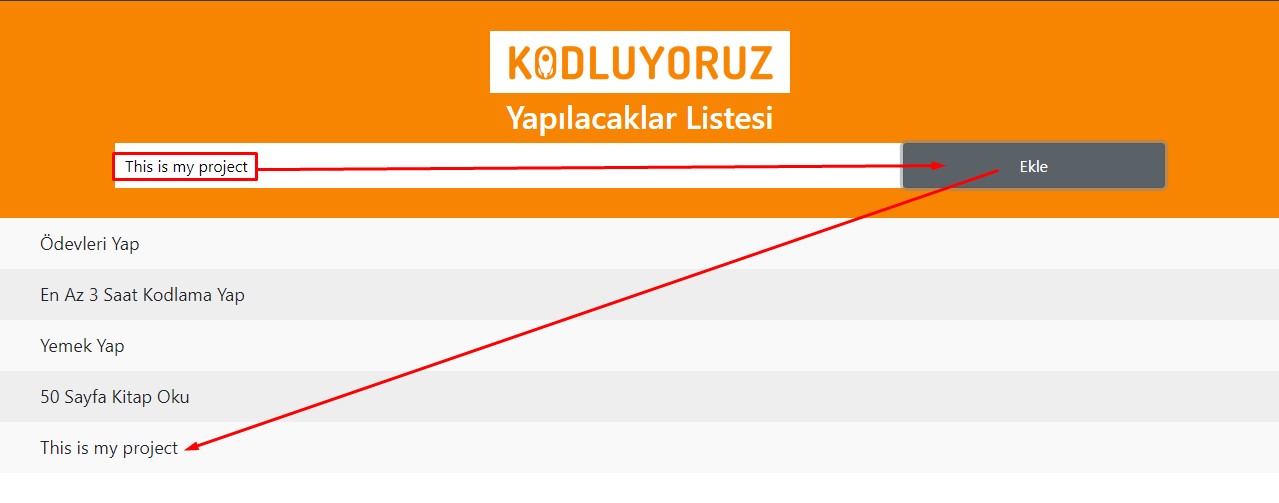 KODLUYORUZ
Yapılacaklar Listesi
This is my project
Ekle
Ödevleri Yap
En Az 3 Saat Kodlama Yap
Yemek Yap
50 Sayfa Kitap Oku
This is my project